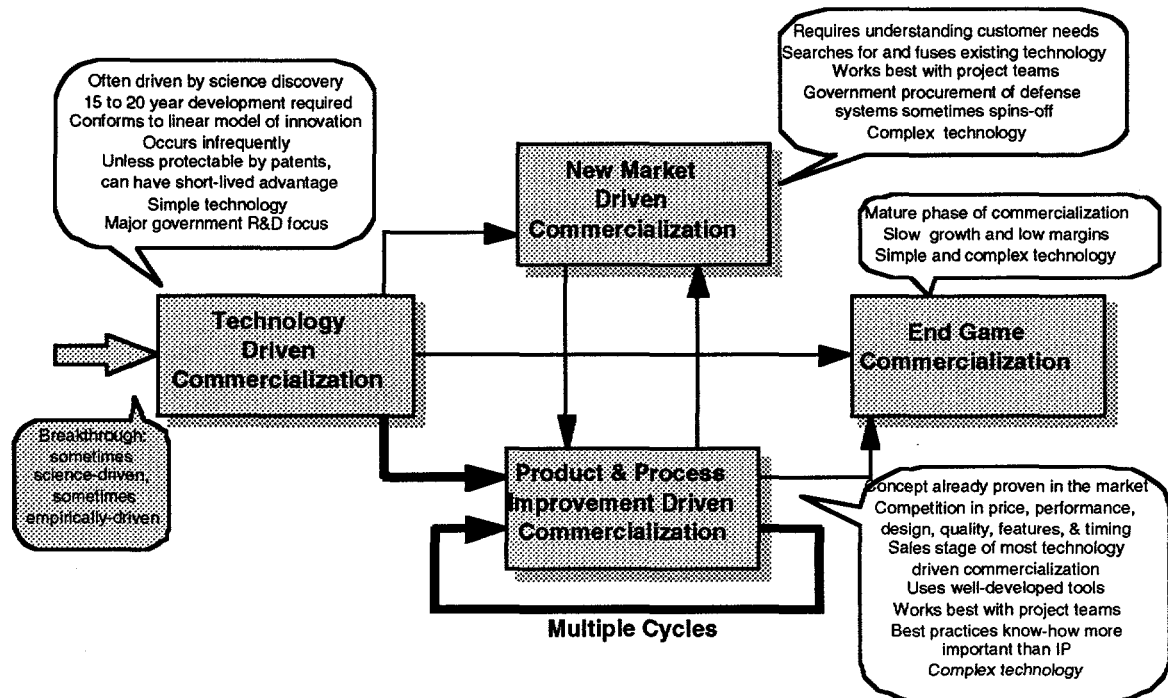 Often driven by science discovery
15 to 20 year development required
Conforms to linear model of innovation
Occurs infrequently
Unless protectable by patents,
can have short-lived advantage
Simple technology
Major government R&D focus
Requires understanding customer needs
Searches for and fuses existing technology
Works best with project teams
Government procurement of defense
systems sometimes spins-off
Complex technology
New Market
Driven
Commercialization
Mature phase of commercialization
Slow growth and low margins
Simple and complex technology
Technology
Driven
Commercialization
End Game
Commercialization
Breakthrough:
sometimes
science-driven,
sometimes
empirically-driven
Product & Process
Improvement Driven
Commercialization
Multiple Cycles
Concept already proven in the market
Competition in price, performance,
design, quality, features, & timing
Sales stage of most technology
driven commercialization
Uses well-developed tools
Works best with project teams
Best practices know-how more
important than IP
Complex technology